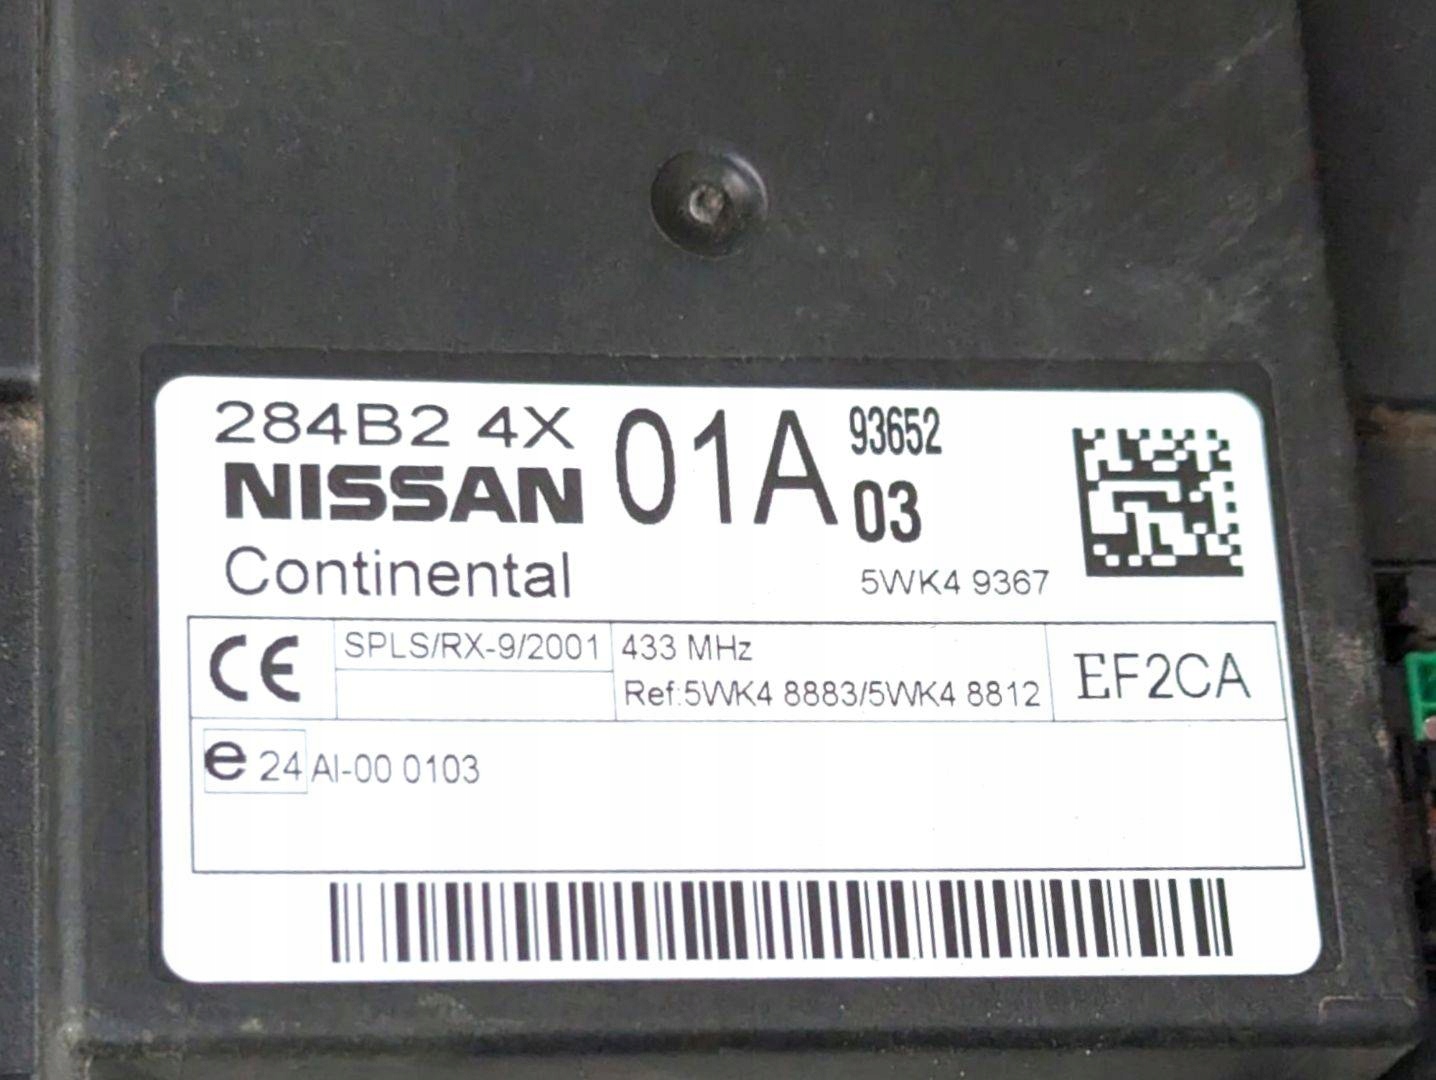 284B2 4X 01A 93652
NISSAN 03
Continental 5WK4 9367
CE SPLS/RX-9/2001 433 MHz
Ref:5WK4 8883/5WK4 8812 EF2CA
e 24 AI-00 0103